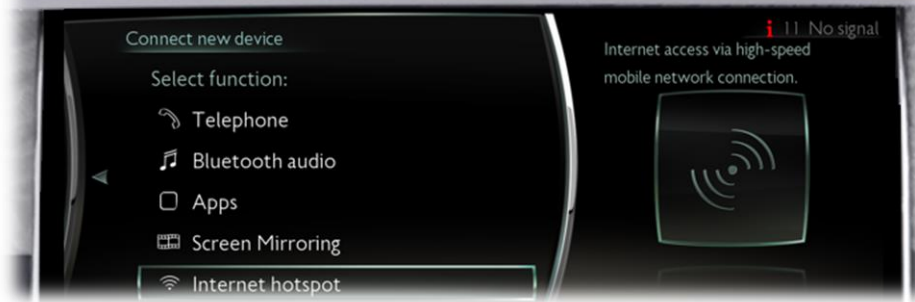 Connect new device
11 No signal
Select function:
Telephone
Bluetooth audio
Apps
Screen Mirroring
Internet hotspot
Internet access via high-speed
mobile network connection.